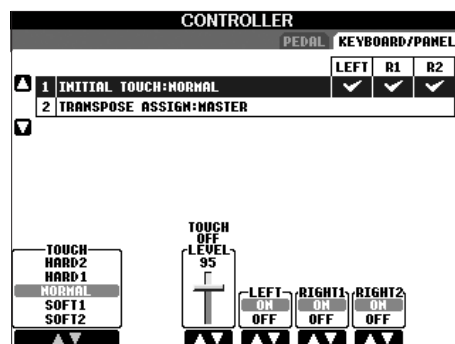 CONTROLLER
PEDAL KEYBOARD/PANEL
LEFT R1 R2
1 INITIAL TOUCH:NORMAL
2 TRANSPOSE ASSIGN:MASTER
TOUCH
HARD2
HARD1
NORMAL
SOFT1
SOFT2
TOUCH
OFF
LEVEL
95
LEFT RIGHT1 RIGHT2
ON ON ON
OFF OFF OFF